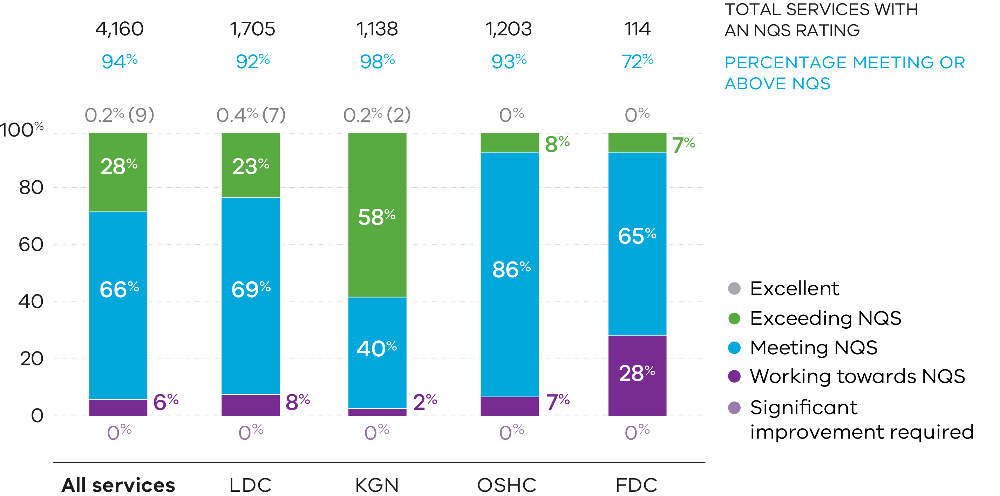 4,160 1,705 1,138 1,203 114 TOTAL SERVICES WITH
AN NQS RATING
94% 92% 98% 93% 72% PERCENTAGE MEETING OR
ABOVE NQS
0.2% (9) 0.4% (7) 0.2% (2) 0% 0%
100%
8% 7%
28% 23%
80
58%
60 65%
86%
66% 69% Excellent
40
Exceeding NQS
40% Meeting NQS
20
28% Working towards NQS
6% 8% 2% 7% Significant
0
0% 0% 0% 0% 0% improvement required
All services LDC KGN OSHC FDC